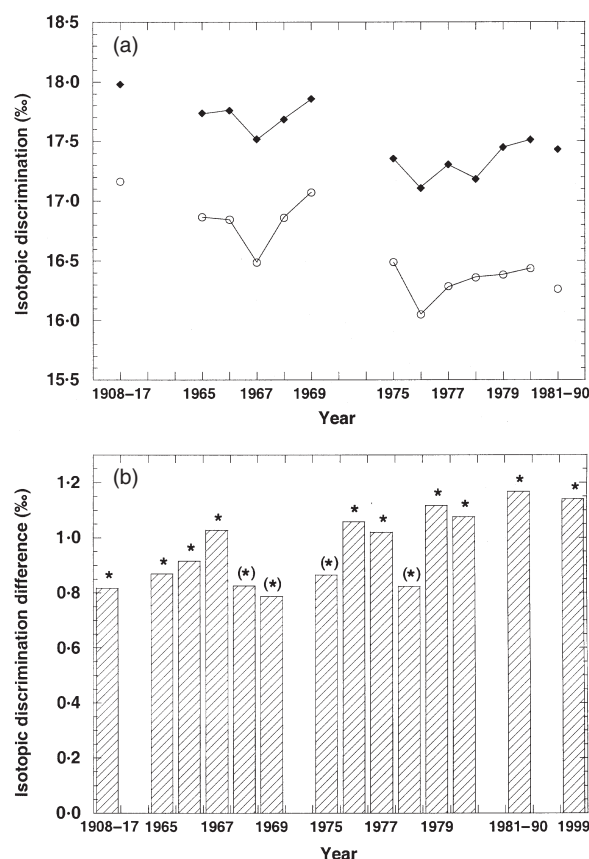 (a)
Isotopic discrimination (‰)
18·5
18·0
17·5
17·0
16·5
16·0
15·5
1908–17 1965 1967 1969 1975 1977 1979 1981–90
Year
(b)
Isotopic discrimination difference (‰)
1·2
1·0
0·8
0·6
0·4
0·2
0·0
* * * * (*) (*) (*) * * (*) * * * *
1908–17 1965 1967 1969 1975 1977 1979 1981–90 1999
Year